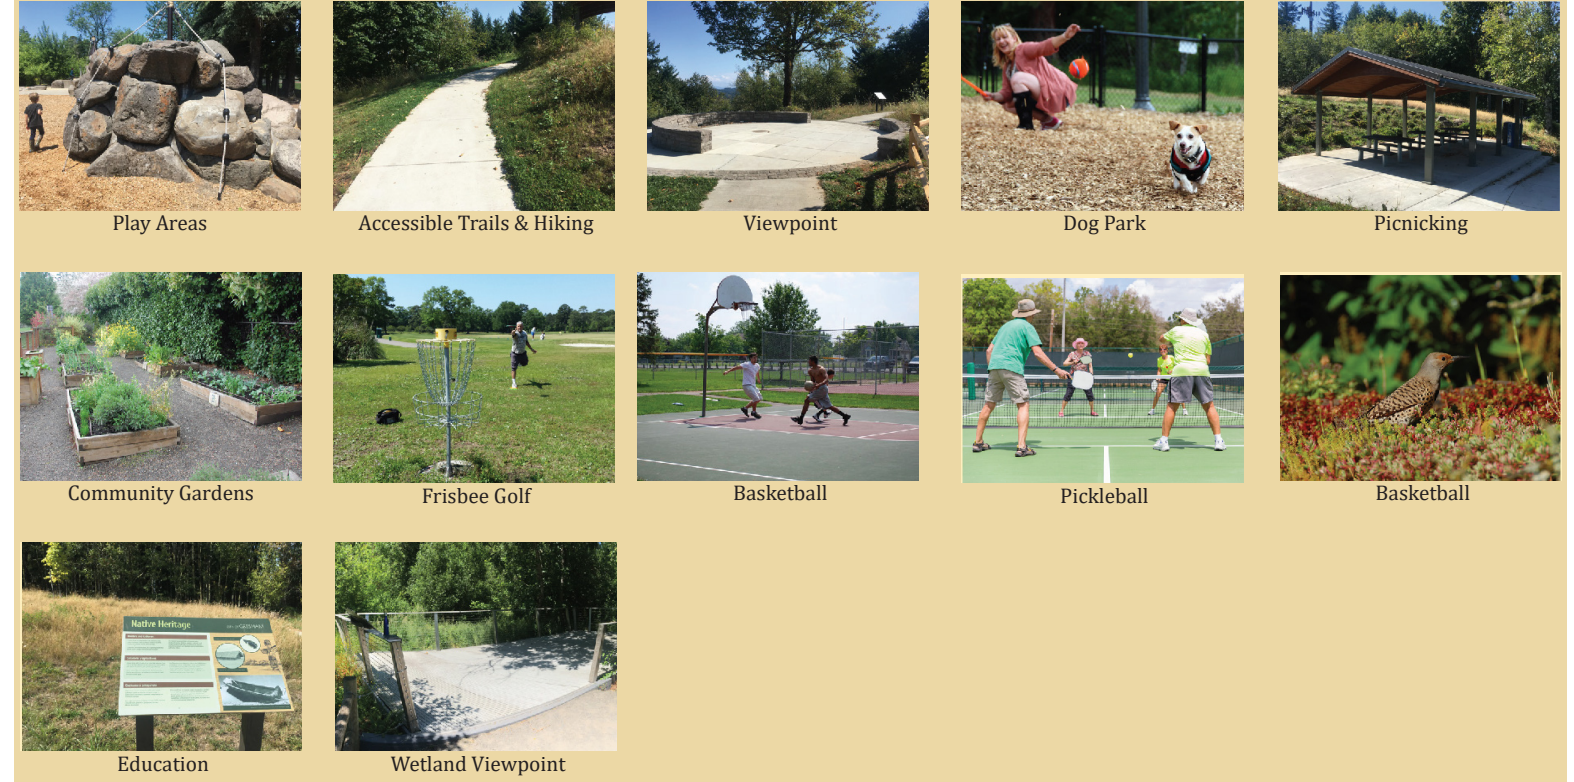 Play Areas
Accessible Trails & Hiking
Viewpoint
Dog Park
Picnicking
Community Gardens
Frisbee Golf
Basketball
Pickleball
Basketball
Native Heritage
Education
Wetland Viewpoint